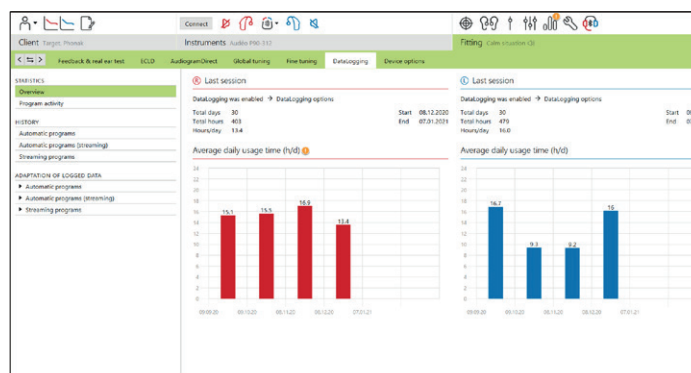 Connect
Client Target, Phonak
Instruments Audéo P90-312
Fitting Calm situation
Feedback & real ear test
ECLD
AudiogramDirect
Global tuning
Fine tuning
DataLogging
Device options
STATISTICS
Overview
Program activity
HISTORY
Automatic programs
Automatic programs (streaming)
Streaming programs
ADAPTATION OF LOGGED DATA
Automatic programs
Automatic programs (streaming)
Streaming programs
R Last session
DataLogging was enabled → DataLogging options
Total days 30 Start 08.12.2020
Total hours 403 End 07.01.2021
Hours/day 13.4
Average daily usage time (h/d)
24
22
20
18
16
14
12
10
8
6
4
2
0
15.1
15.5
16.9
13.4
09.09.20 08.10.20 08.11.20 08.12.20 07.01.21
L Last session
DataLogging was enabled → DataLogging options
Total days 30 Start
Total hours 479 End
Hours/day 16.0
Average daily usage time (h/d)
24
22
20
18
16
14
12
10
8
6
4
2
0
16.7
9.3
9.2
16
09.09.20 08.10.20 08.11.20 08.12.20 07.01.21